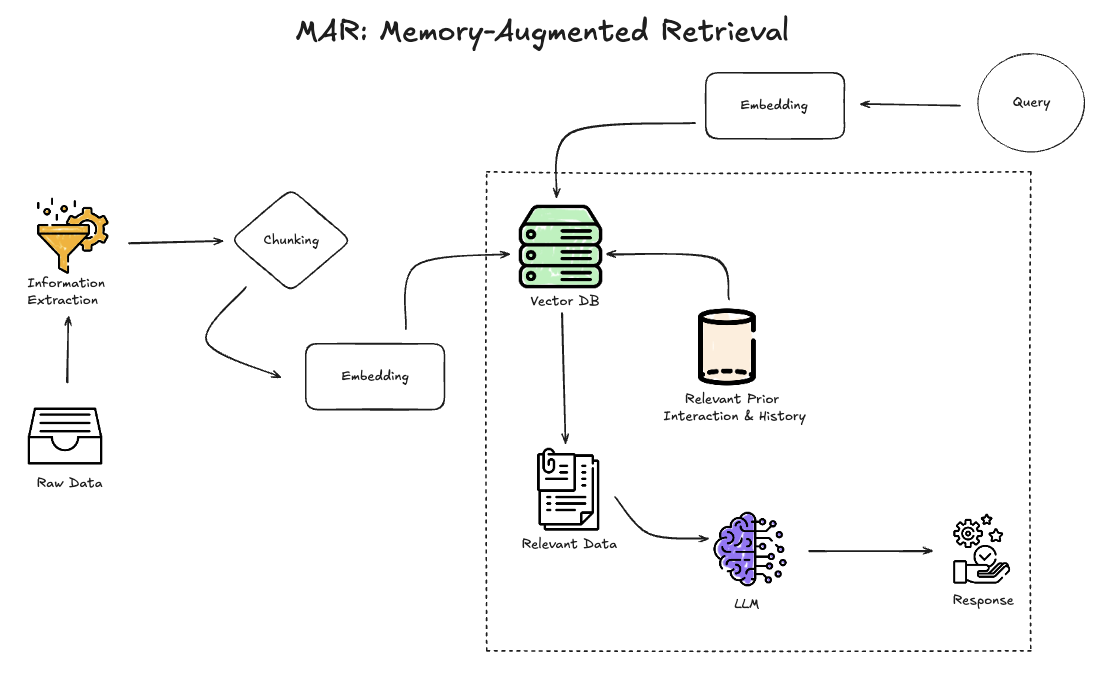 MAR: Memory-Augmented Retrieval
Embedding
Query
Information
Extraction
Chunking
Vector DB
Embedding
Relevant Prior
Interaction & History
Raw Data
Relevant Data
LLM
Response